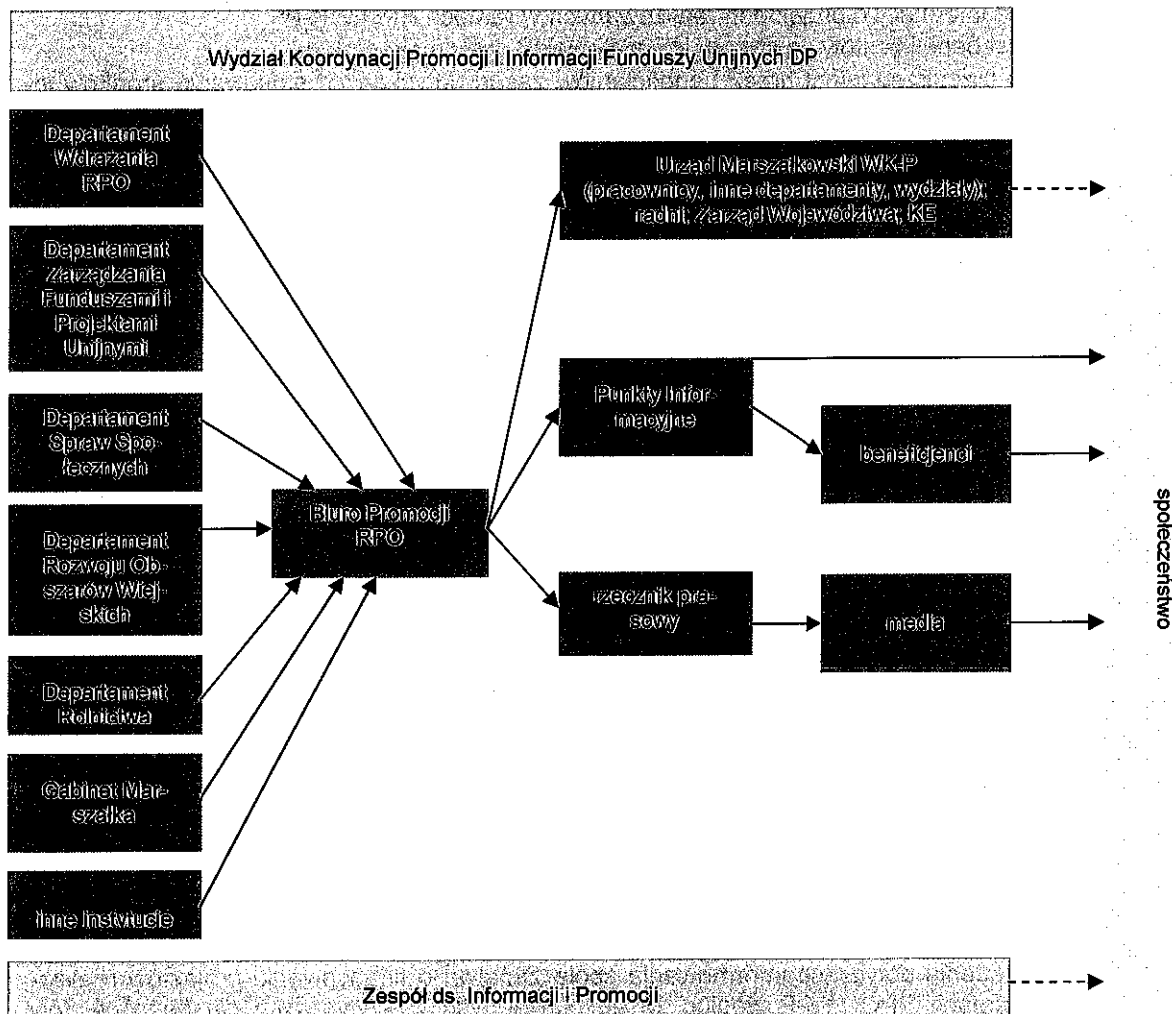 Wydział Koordynacji Promocji i Informacji Funduszy Unijnych DP
Departament
Wdrażania
RPO
Departament
Zarządzania
Funduszami i
Projektami
Unijnymi
Departament
Spraw Spo-
łecznych
Departament
Rozwoju Ob-
szarów Wiej-
skich
Departament
Rolnictwa
Gabinet Mar-
szałka
inne instytucje
Biuro Promocji
RPO
Urząd Marszałkowski WK-P
(pracownicy, inne departamenty, wydziały);
radni; Zarząd Województwa; KE
Punkty Infor-
macyjne
beneficjenci
rzecznik pra-
sowy
media
społeczeństwo
Zespół ds. Informacji i Promocji